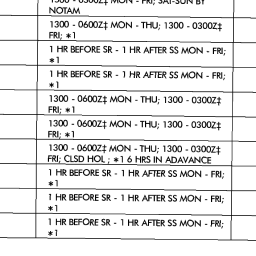 1300 - 0300Z‡ MON - FRI; SAT-SUN BY
NOTAM
1300 - 0600Z‡ MON - THU; 1300 - 0300Z‡
FRI; ∗1
1 HR BEFORE SR - 1 HR AFTER SS MON - FRI;
∗1
1 HR BEFORE SR - 1 HR AFTER SS MON - FRI;
∗1
1300 - 0600Z‡ MON - THU; 1300 - 0300Z‡
FRI; ∗1
1300 - 0600Z‡ MON - THU; 1300 - 0300Z‡
FRI; ∗1
1300 - 0600Z‡ MON - THU; 1300 - 0300Z‡
FRI; CLSD HOL ; ∗1 6 HRS IN ADAVANCE
1 HR BEFORE SR - 1 HR AFTER SS MON - FRI;
∗1
1 HR BEFORE SR - 1 HR AFTER SS MON - FRI;
∗1
1 HR BEFORE SR - 1 HR AFTER SS MON - FRI;
∗1